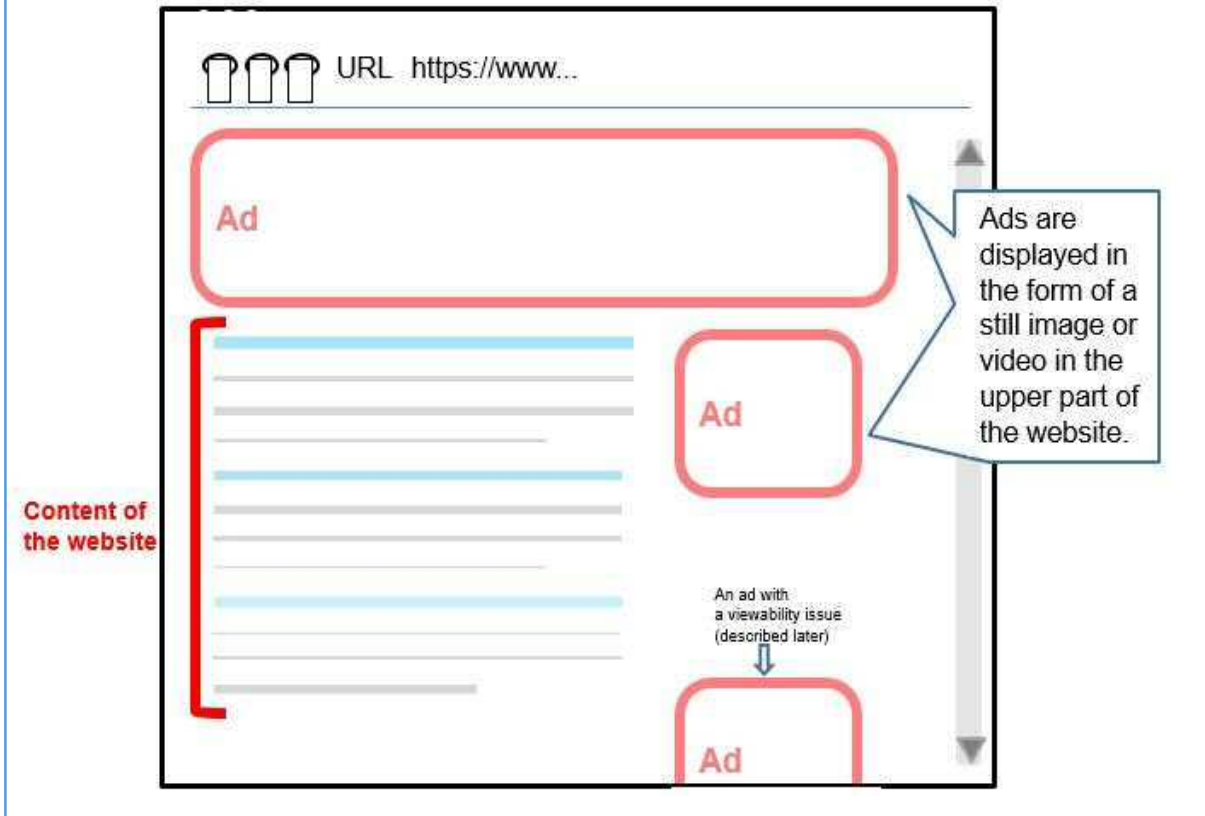 URL https://www...
Ad
Ads are
displayed in
the form of a
still image or
video in the
upper part of
the website.
Ad
Content of
the website
An ad with
a viewability issue
(described later)
Ad